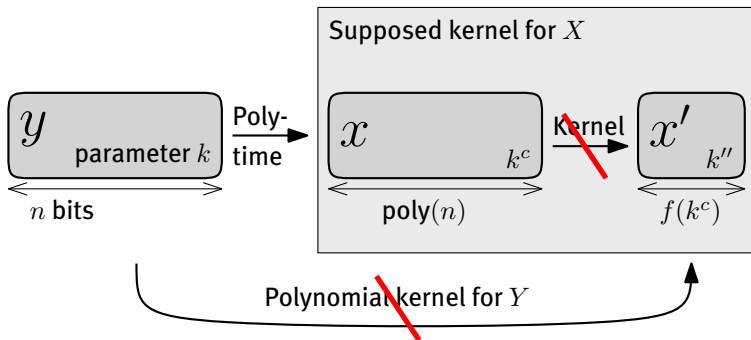 Supposed kernel for X
y
parameter k
n bits
Poly-
time
x
k^c
poly(n)
Kernel
x′
k″
f(k^c)
Polynomial kernel for Y